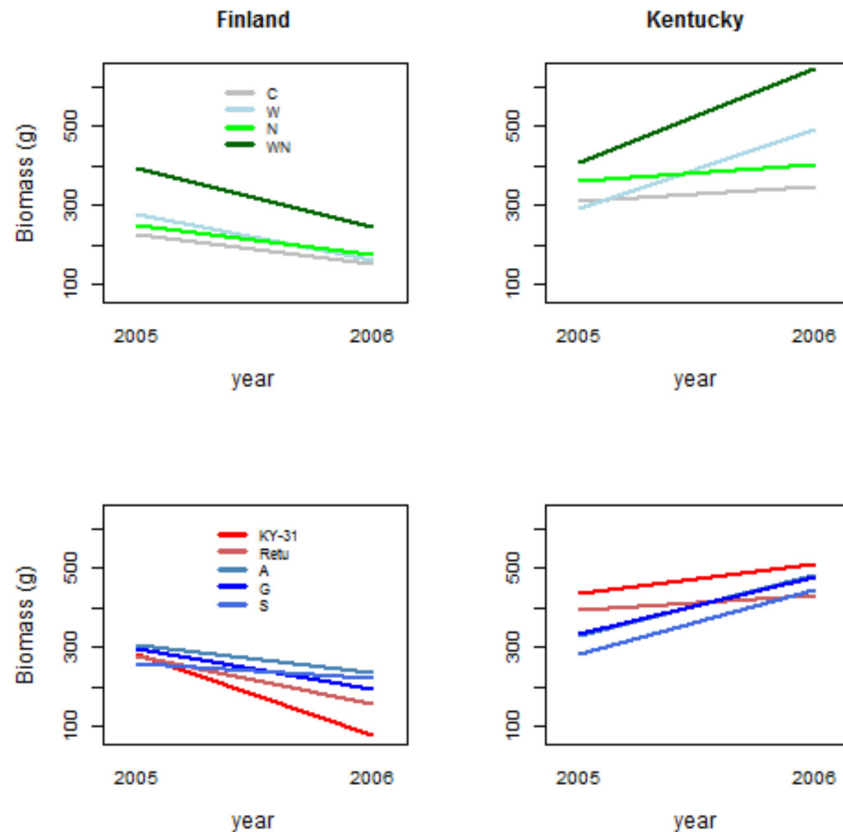 Finland
Kentucky
Biomass (g)
500
300
100
C
W
N
WN
2005
2006
year
500
300
100
2005
2006
year
Biomass (g)
500
300
100
KY-31
Retu
A
G
S
2005
2006
year
500
300
100
2005
2006
year